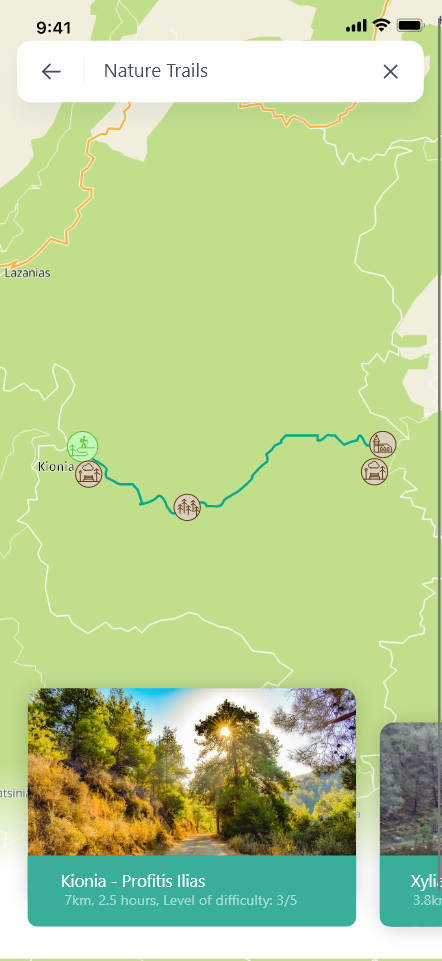 9:41
Nature Trails
Lazanias
Kionia
Kionia - Profitis Ilias
7km, 2.5 hours, Level of difficulty: 3/5